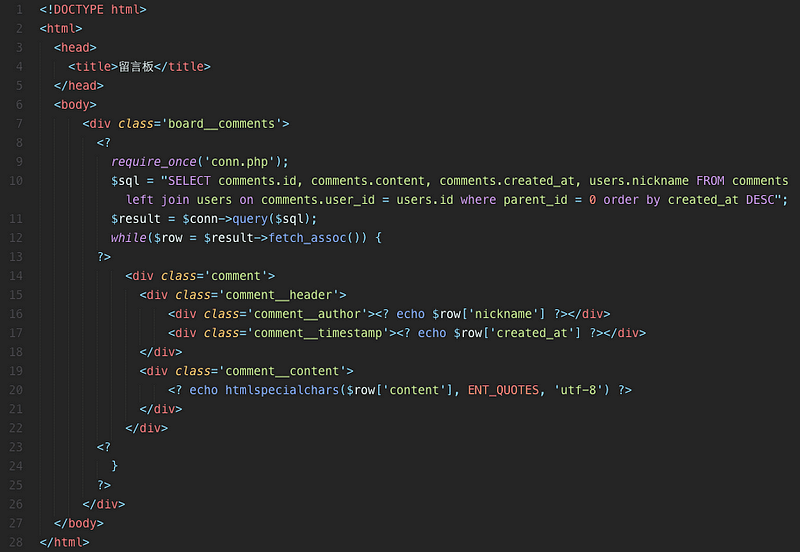 1 <!DOCTYPE html>
2 <html>
3 <head>
4 <title>留言板</title>
5 </head>
6 <body>
7 <div class='board__comments'>
8 <?
9 require_once('conn.php');
10 $sql = "SELECT comments.id, comments.content, comments.created_at, users.nickname FROM comments
left join users on comments.user_id = users.id where parent_id = 0 order by created_at DESC";
11 $result = $conn->query($sql);
12 while($row = $result->fetch_assoc()) {
13 ?>
14 <div class='comment'>
15 <div class='comment__header'>
16 <div class='comment__author'><? echo $row['nickname'] ?></div>
17 <div class='comment__timestamp'><? echo $row['created_at'] ?></div>
18 </div>
19 <div class='comment__content'>
20 <? echo htmlspecialchars($row['content'], ENT_QUOTES, 'utf-8') ?>
21 </div>
22 </div>
23 <?
24 }
25 ?>
26 </div>
27 </body>
28 </html>